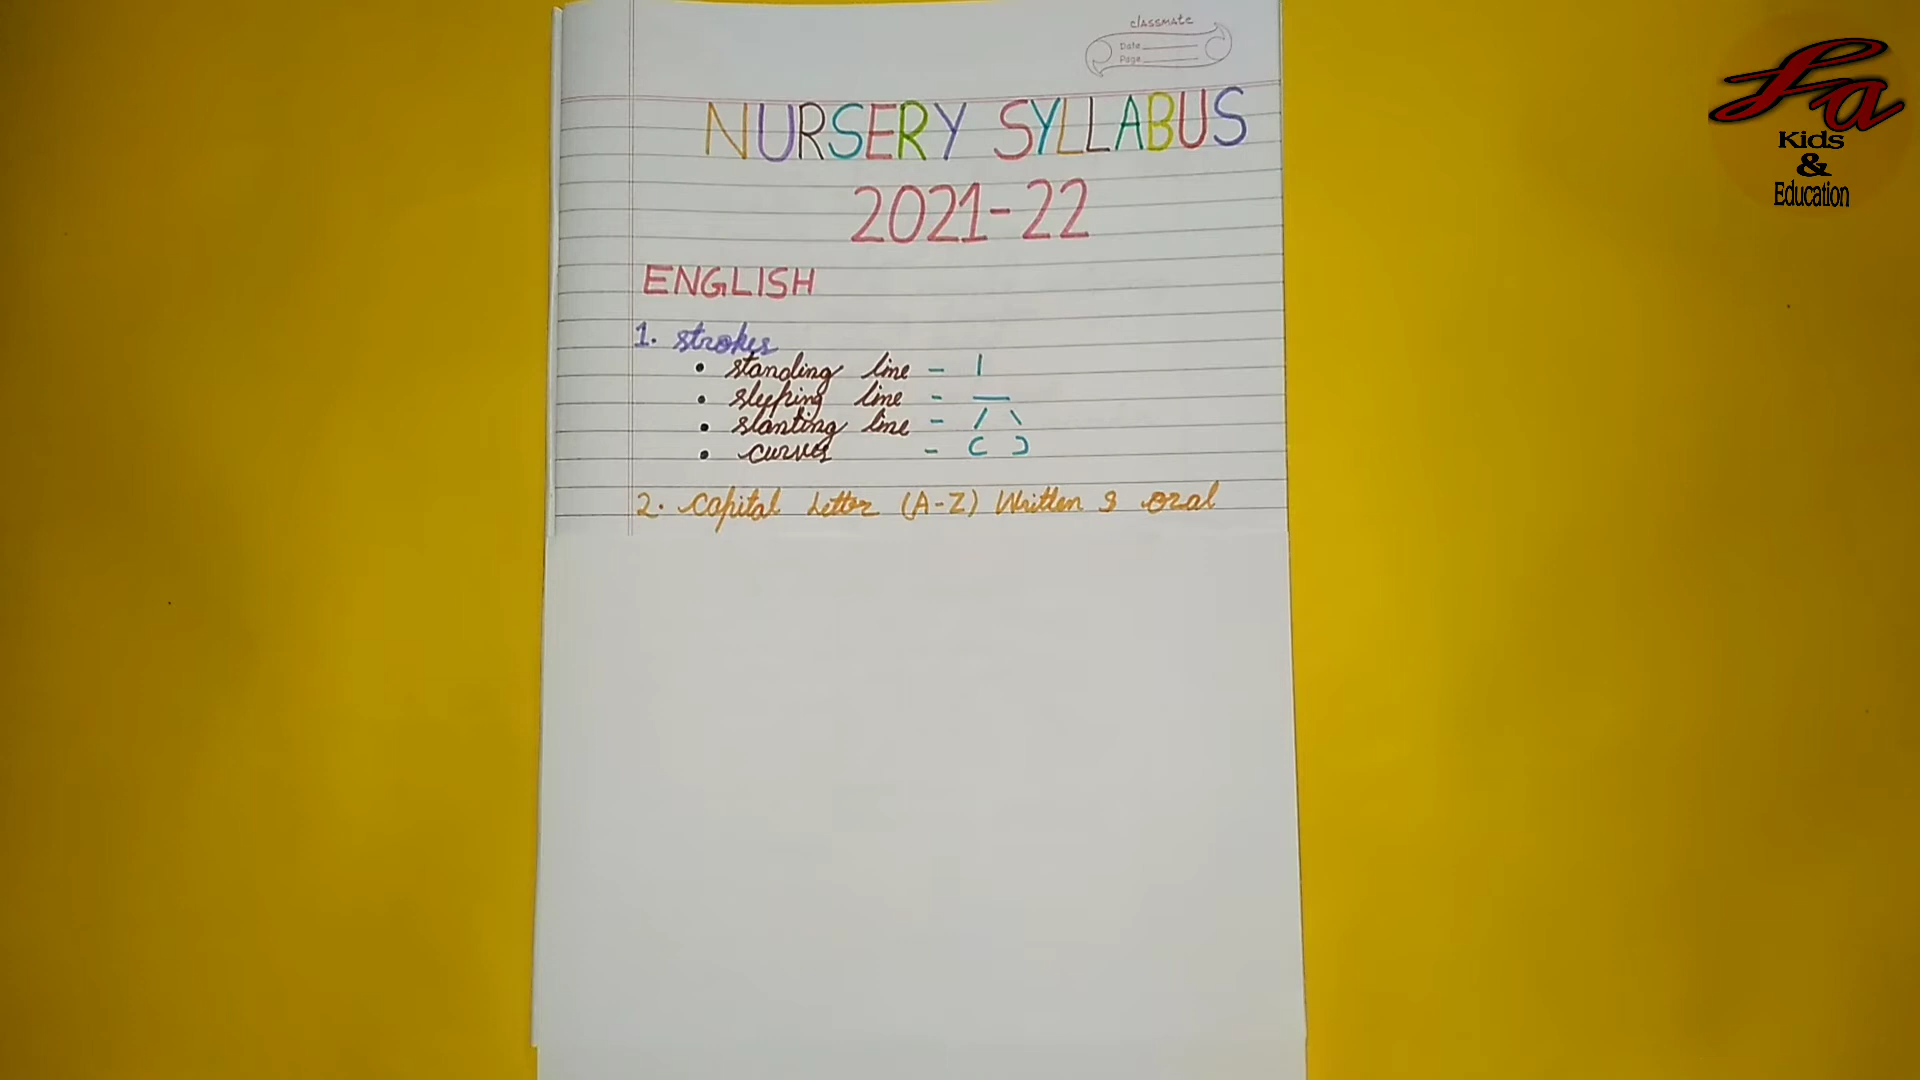 classmate
Date
Page
NURSERY SYLLABUS
2021-22
ENGLISH
1. strokes
• standing line - |
• sleeping line - —
• slanting line - / \
• curves - ( )
2. Capital Letter (A-Z) Written & oral
La
Kids
&
Education